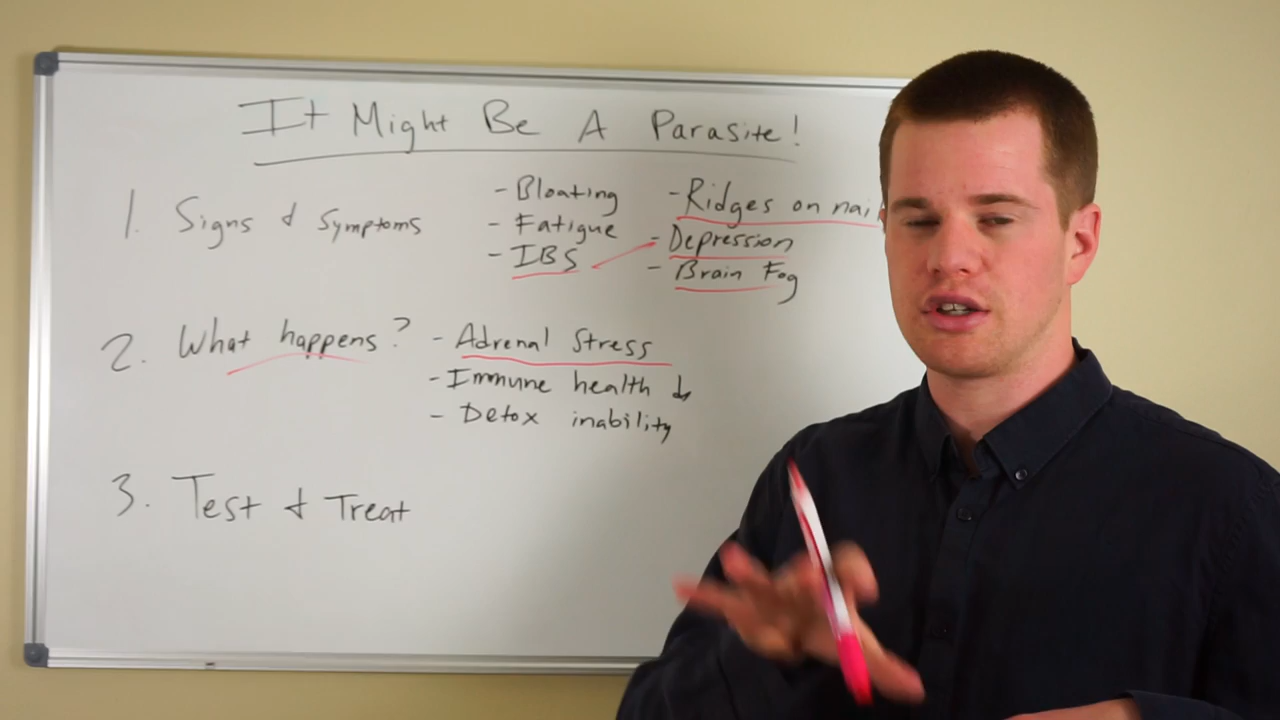 It Might Be A Parasite!
1. Signs & Symptoms
- Bloating
- Fatigue
- IBS
- Ridges on nai
- Depression
- Brain Fog
2. What happens?
- Adrenal Stress
- Immune health ↓
- Detox inability
3. Test & Treat